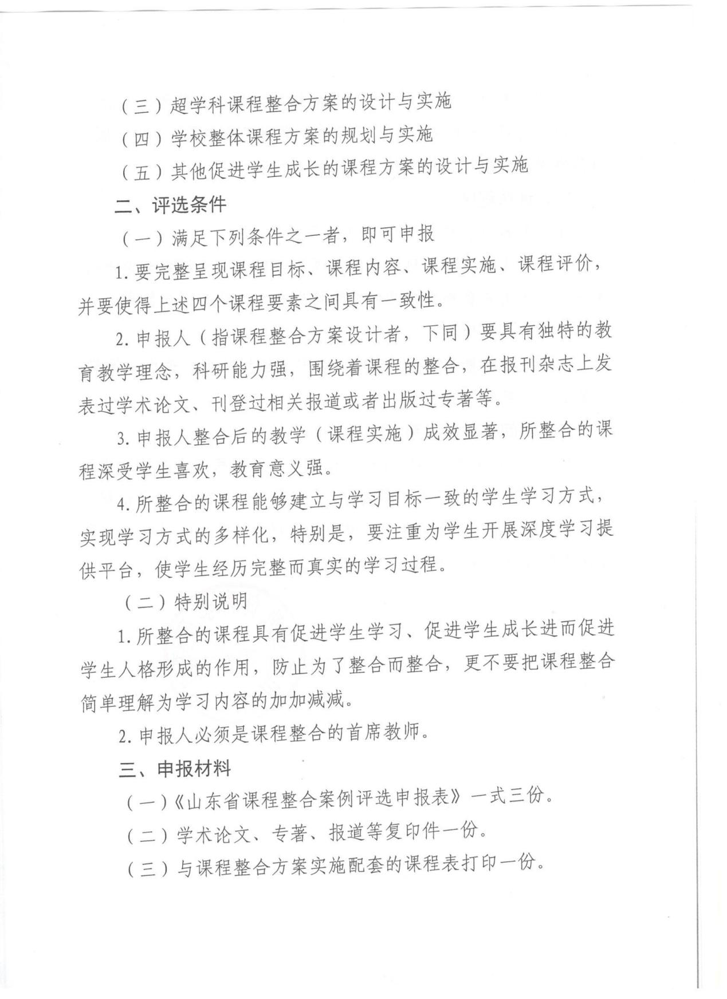 （三）超学科课程整合方案的设计与实施
（四）学校整体课程方案的规划与实施
（五）其他促进学生成长的课程方案的设计与实施
二、评选条件
（一）满足下列条件之一者，即可申报
1.要完整呈现课程目标、课程内容、课程实施、课程评价，
并要使得上述四个课程要素之间具有一致性。
2.申报人（指课程整合方案设计者，下同）要具有独特的教
育教学理念，科研能力强，围绕着课程的整合，在报刊杂志上发
表过学术论文、刊登过相关报道或者出版过专著等。
3.申报人整合后的教学（课程实施）成效显著，所整合的课
程深受学生喜欢，教育意义强。
4.所整合的课程能够建立与学习目标一致的学生学习方式，
实现学习方式的多样化，特别是，要注重为学生开展深度学习提
供平台，使学生经历完整而真实的学习过程。
（二）特别说明
1.所整合的课程具有促进学生学习、促进学生成长进而促进
学生人格形成的作用，防止为了整合而整合，更不要把课程整合
简单理解为学习内容的加加减减。
2.申报人必须是课程整合的首席教师。
三、申报材料
（一）《山东省课程整合案例评选申报表》一式三份。
（二）学术论文、专著、报道等复印件一份。
（三）与课程整合方案实施配套的课程表打印一份。